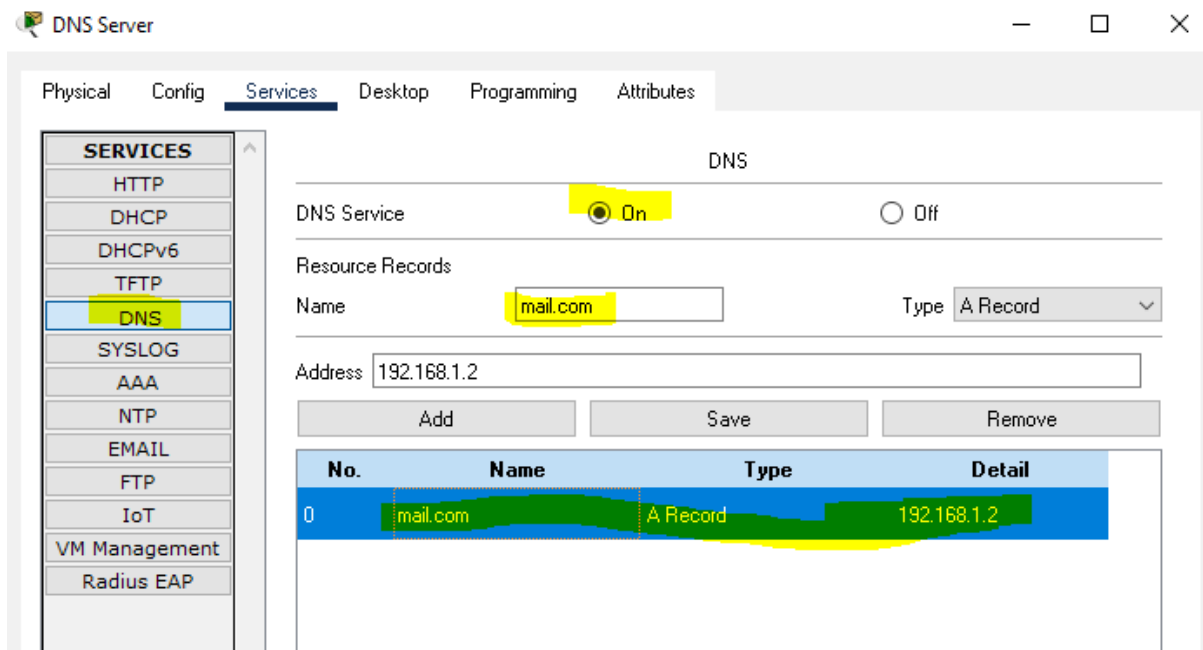 DNS Server
Physical Config Services Desktop Programming Attributes
SERVICES
HTTP
DHCP
DHCPv6
TFTP
DNS
SYSLOG
AAA
NTP
EMAIL
FTP
IoT
VM Management
Radius EAP
DNS
DNS Service On Off
Resource Records
Name mail.com Type A Record
Address 192.168.1.2
Add Save Remove
No. Name Type Detail
0 mail.com A Record 192.168.1.2